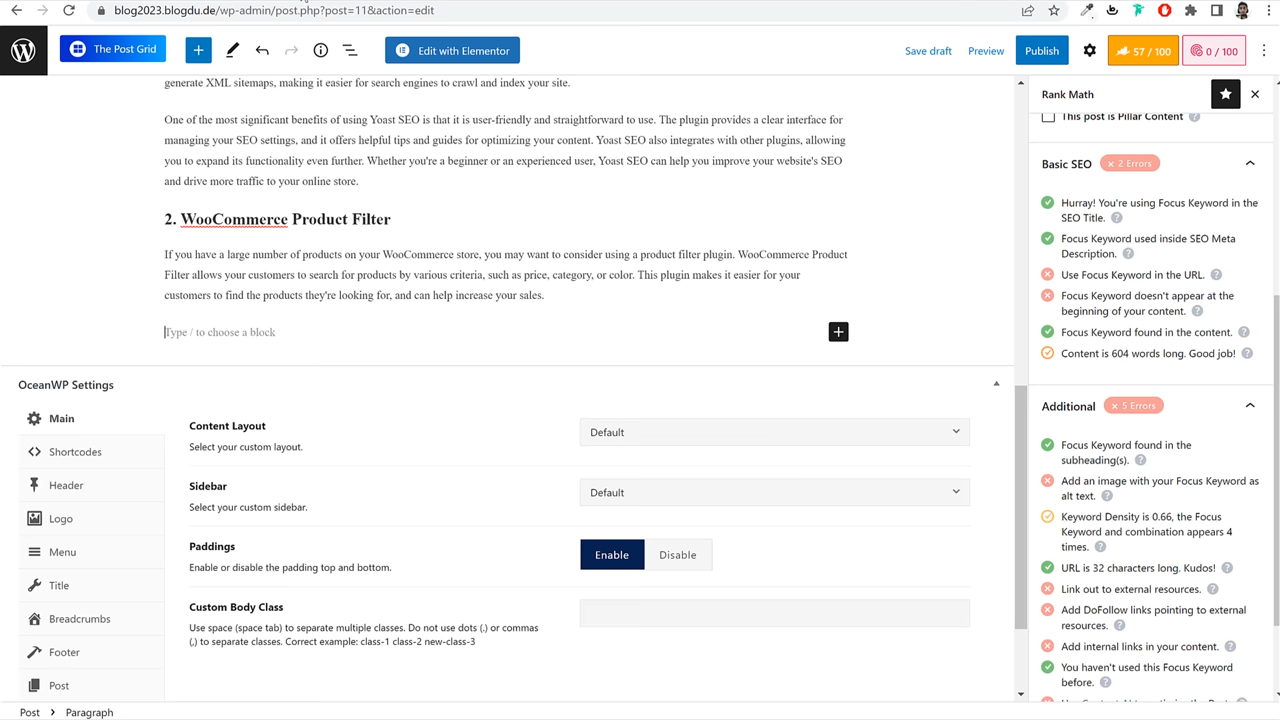 blog2023.blogdu.de/wp-admin/post.php?post=11&action=edit
The Post Grid
Edit with Elementor
Save draft
Preview
Publish
57 / 100
0 / 100
generate XML sitemaps, making it easier for search engines to crawl and index your site.
One of the most significant benefits of using Yoast SEO is that it is user-friendly and straightforward to use. The plugin provides a clear interface for
managing your SEO settings, and it offers helpful tips and guides for optimizing your content. Yoast SEO also integrates with other plugins, allowing
you to expand its functionality even further. Whether you're a beginner or an experienced user, Yoast SEO can help you improve your website's SEO
and drive more traffic to your online store.
2. WooCommerce Product Filter
If you have a large number of products on your WooCommerce store, you may want to consider using a product filter plugin. WooCommerce Product
Filter allows your customers to search for products by various criteria, such as price, category, or color. This plugin makes it easier for your
customers to find the products they're looking for, and can help increase your sales.
Type / to choose a block
OceanWP Settings
Main
Shortcodes
Header
Logo
Menu
Title
Breadcrumbs
Footer
Post
Content Layout
Select your custom layout.
Default
Sidebar
Select your custom sidebar.
Default
Paddings
Enable or disable the padding top and bottom.
Enable
Disable
Custom Body Class
Use space (space tab) to separate multiple classes. Do not use dots (.) or commas
(,) to separate classes. Correct example: class-1 class-2 new-class-3
Rank Math
This post is Pillar Content
Basic SEO
× 2 Errors
Hurray! You're using Focus Keyword in the
SEO Title.
Focus Keyword used inside SEO Meta
Description.
Use Focus Keyword in the URL.
Focus Keyword doesn't appear at the
beginning of your content.
Focus Keyword found in the content.
Content is 604 words long. Good job!
Additional
× 5 Errors
Focus Keyword found in the
subheading(s).
Add an image with your Focus Keyword as
alt text.
Keyword Density is 0.66, the Focus
Keyword and combination appears 4
times.
URL is 32 characters long. Kudos!
Link out to external resources.
Add DoFollow links pointing to external
resources.
Add internal links in your content.
You haven't used this Focus Keyword
before.
Post
Paragraph